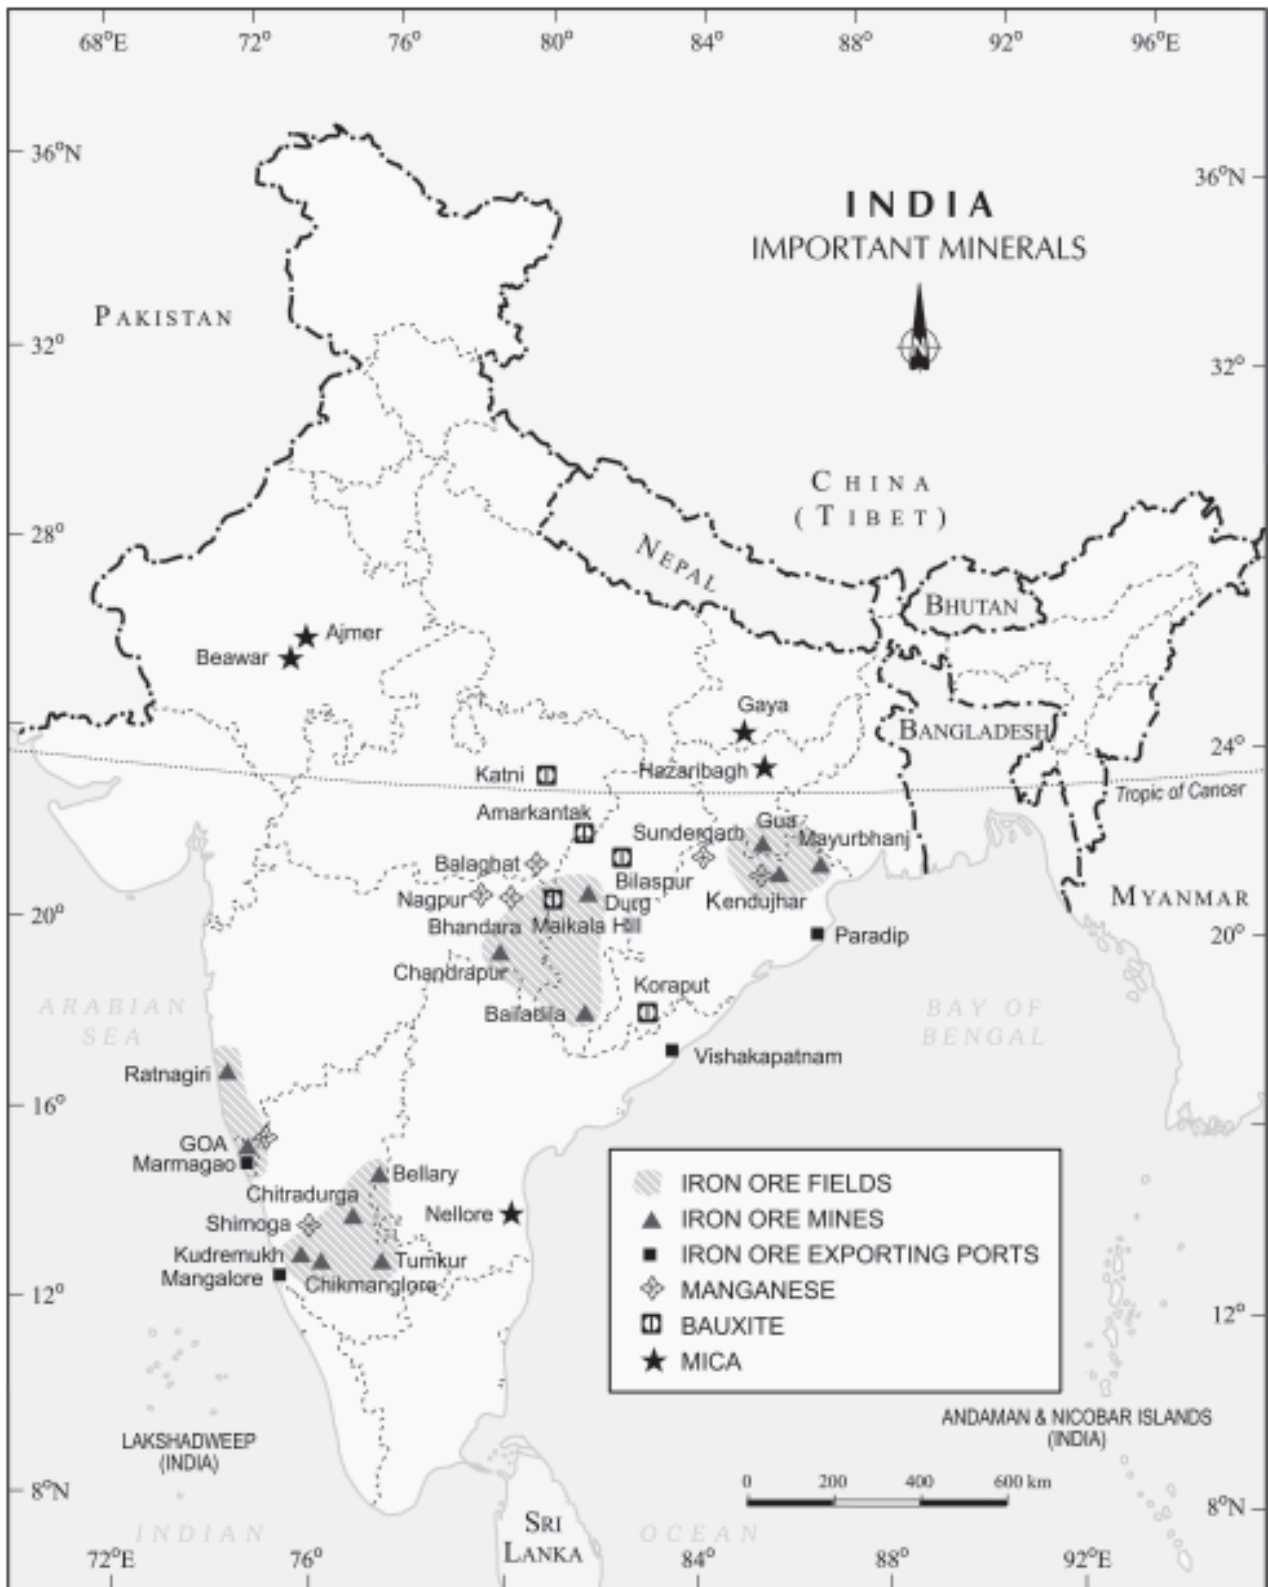 68°E 72° 76° 80° 84° 88° 92° 96°E
36°N
36°N
INDIA
IMPORTANT MINERALS
N
PAKISTAN
32°
32°
CHINA
(TIBET)
28°
NEPAL
BHUTAN
Ajmer
Beawar
Gaya
BANGLADESH
24°
Katni
Hazaribagh
Tropic of Cancer
Amarkantak
Sundergarh
Gua
Mayurbhanj
Balaghat
Bilaspur
Nagpur
Durg
Kendujhar
MYANMAR
20°
Bhandara
Maikala Hill
Paradip
20°
Chandrapur
Koraput
ARABIAN
SEA
BAY OF
BENGAL
Bailadila
Vishakapatnam
Ratnagiri
16°
GOA
Marmagao
Bellary
Chitradurga
Shimoga
Nellore
Kudremukh
Tumkur
Mangalore
Chikmanglore
12°
IRON ORE FIELDS
IRON ORE MINES
IRON ORE EXPORTING PORTS
MANGANESE
BAUXITE
MICA
12°
LAKSHADWEEP
(INDIA)
ANDAMAN & NICOBAR ISLANDS
(INDIA)
0 200 400 600 km
8°N
8°N
INDIAN
OCEAN
SRI
LANKA
72°E 76° 84° 88° 92°E